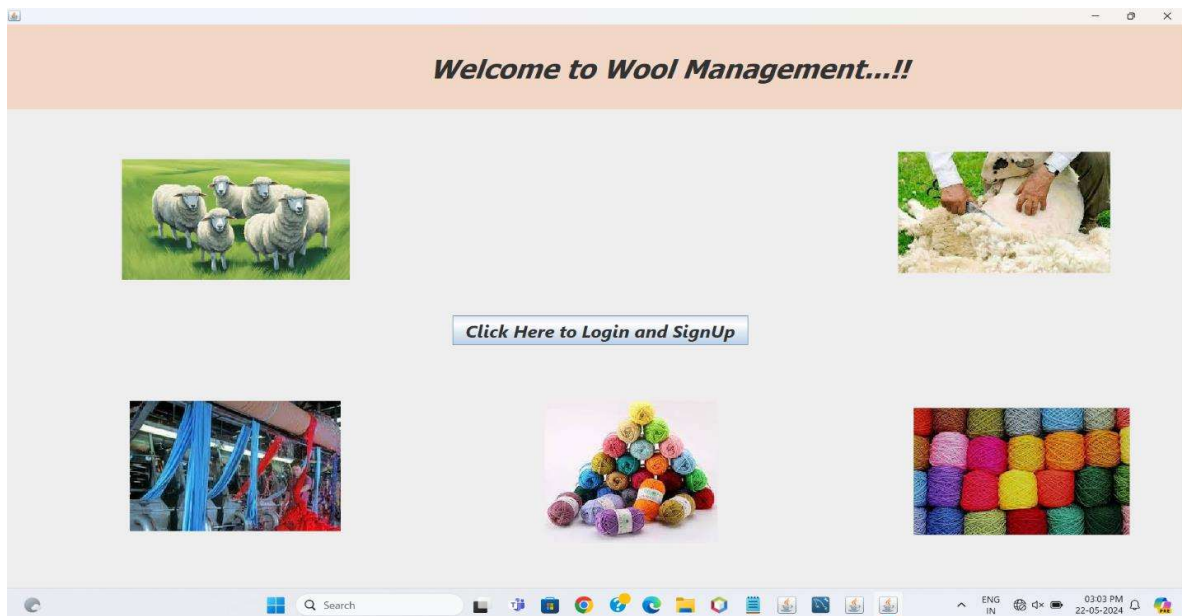 Welcome to Wool Management...!!
Click Here to Login and SignUp
Search
ENG
IN
03:03 PM
22-05-2024